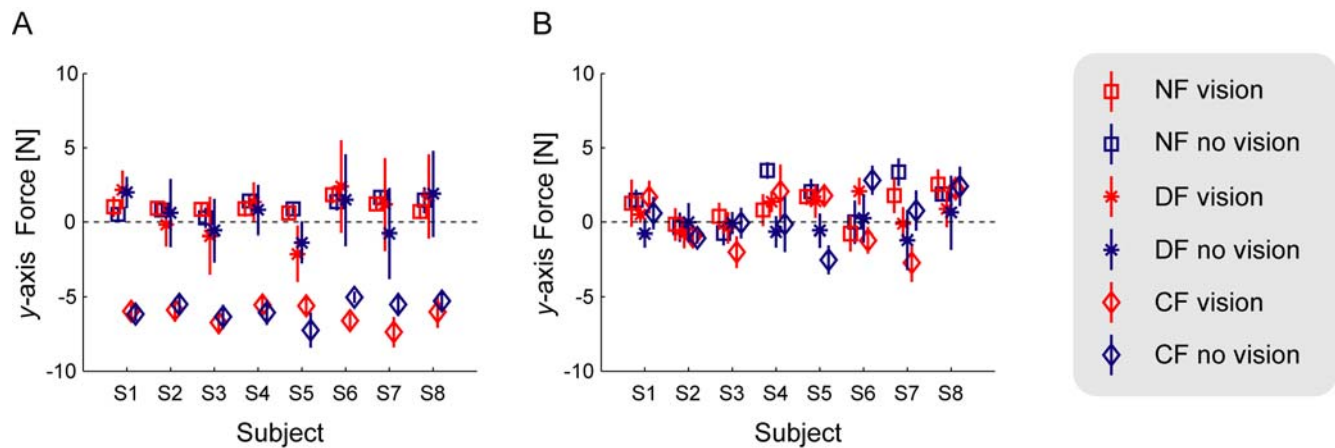 A
y-axis Force [N]
10
5
0
-5
-10
S1 S2 S3 S4 S5 S6 S7 S8
Subject
B
y-axis Force [N]
10
5
0
-5
-10
S1 S2 S3 S4 S5 S6 S7 S8
Subject
NF vision
NF no vision
DF vision
DF no vision
CF vision
CF no vision